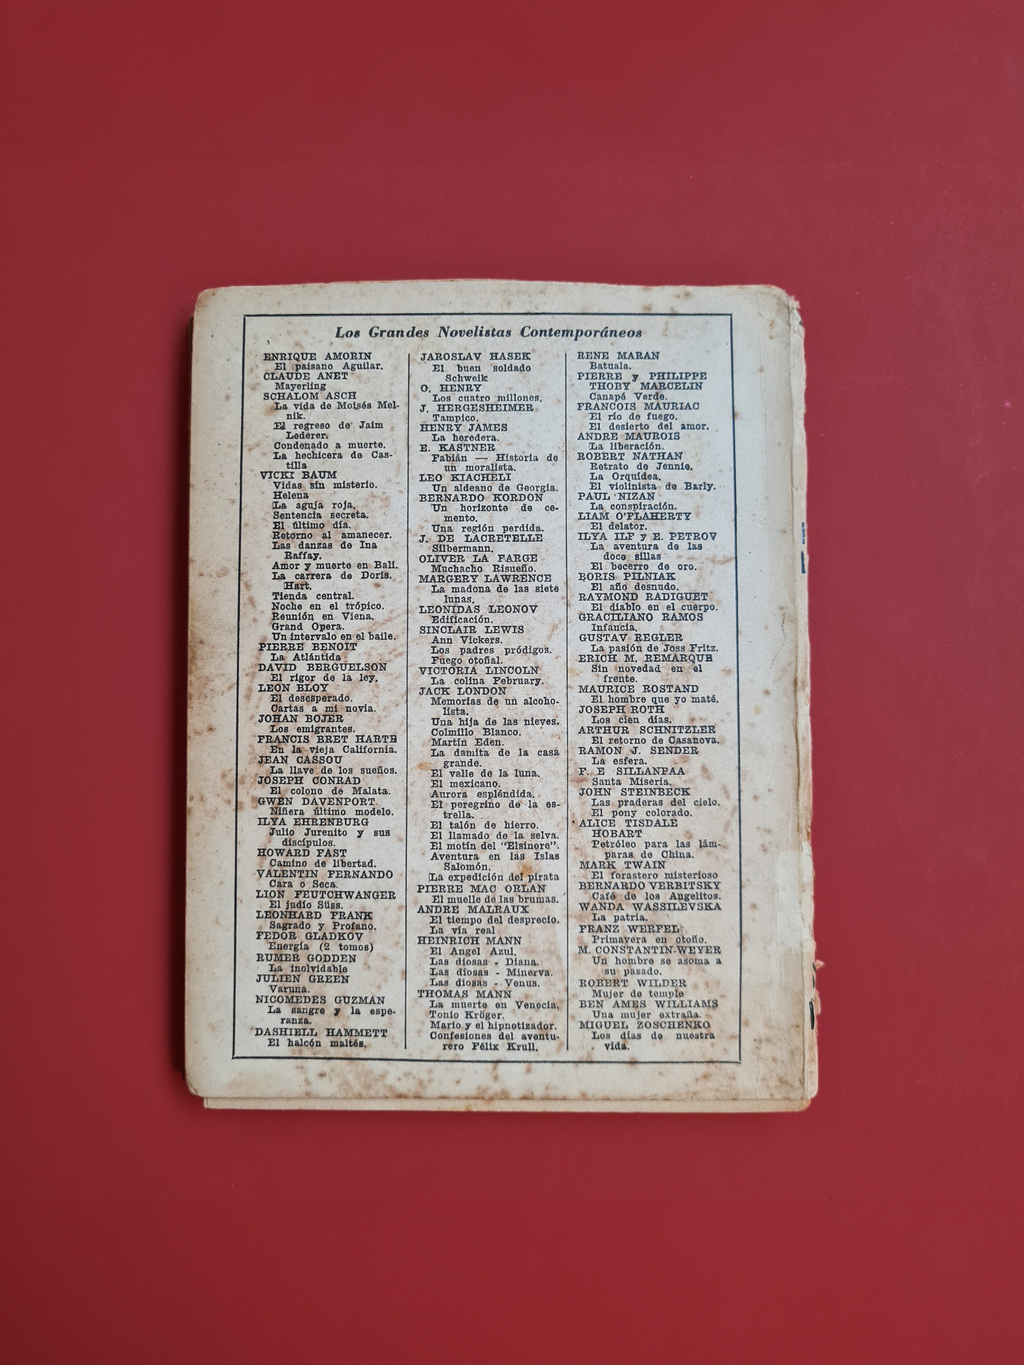 Los Grandes Novelistas Contemporáneos
ENRIQUE AMORIN
El paisano Aguilar.
CLAUDE ANET
Mayerling
SCHALOM ASCH
La vida de Moisés Mel-
nik.
El regreso de Jaim
Lederer.
Condenado a muerte.
La hechicera de Cas-
tilla
VICKI BAUM
Vidas sin misterio.
Helena
La aguja roja.
Sentencia secreta.
El último día.
Retorno al amanecer.
Las danzas de Ina
Raffay.
Amor y muerte en Bali.
La carrera de Doris.
Hart.
Tienda central.
Noche en el trópico.
Reunión en Viena.
Grand Opera.
Un intervalo en el baile.
PIERRE BENOIT
La Atlántida
DAVID BERGUELSON
El rigor de la ley.
LEON BLOY
El desesperado.
Cartas a mi novia.
JOHAN BOJER
Los emigrantes.
FRANCIS BRET HARTE
En la vieja California.
JEAN CASSOU
La llave de los sueños.
JOSEPH CONRAD
El colono de Malata.
GWEN DAVENPORT
Niñera último modelo.
ILYA EHRENBURG
Julio Jurenito y sus
discípulos.
HOWARD FAST
Camino de libertad.
VALENTIN FERNANDO
Cara o Seca.
LION FEUTCHWANGER
El judío Süss.
LEONHARD FRANK
Sagrado y Profano.
FEDOR GLADKOV
Energía (2 tomos)
RUMER GODDEN
La inolvidable
JULIEN GREEN
Varuna.
NICOMEDES GUZMAN
La sangre y la espe-
ranza.
DASHIELL HAMMETT
El halcón maltés.
JAROSLAV HASEK
El buen soldado
Schweik
O. HENRY
Los cuatro millones.
J. HERGESHEIMER
Tampico.
HENRY JAMES
La heredera.
E. KASTNER
Fabián — Historia de
un moralista.
LEO KIACHELI
Un aldeano de Georgia.
BERNARDO KORDON
Un horizonte de ce-
mento.
Una región perdida.
J. DE LACRETELLE
Silbermann.
OLIVER LA FARGE
Muchacho Risueño.
MARGERY LAWRENCE
La madona de las siete
lunas.
LEONIDAS LEONOV
Edificación.
SINCLAIR LEWIS
Ann Vickers.
Los padres pródigos.
Fuego otoñal.
VICTORIA LINCOLN
La colina February.
JACK LONDON
Memorias de un alcoho-
lista.
Una hija de las nieves.
Colmillo Blanco.
Martín Eden.
La damita de la casa
grande.
El valle de la luna.
El mexicano.
Aurora espléndida.
El peregrino de la es-
trella.
El talón de hierro.
El llamado de la selva.
El motín del "Elsinore".
Aventura en las Islas
Salomón.
La expedición del pirata
PIERRE MAC ORLAN
El muelle de las brumas.
ANDRE MALRAUX
El tiempo del desprecio.
La vía real
HEINRICH MANN
El Angel Azul.
Las diosas - Diana.
Las diosas - Minerva.
Las diosas - Venus.
THOMAS MANN
La muerte en Venecia.
Tonio Kröger.
Mario y el hipnotizador.
Confesiones del aventu-
rero Félix Krull.
RENE MARAN
Batuala.
PIERRE y PHILIPPE
THOBY MARCELIN
Canapé Verde.
FRANCOIS MAURIAC
El río de fuego.
El desierto del amor.
ANDRE MAUROIS
La liberación.
ROBERT NATHAN
Retrato de Jennie.
La Orquídea.
El violinista de Barly.
PAUL NIZAN
La conspiración.
LIAM O'FLAHERTY
El delator.
ILYA ILF y E. PETROV
La aventura de las
doce sillas
El becerro de oro.
BORIS PILNIAK
El año desnudo.
RAYMOND RADIGUET
El diablo en el cuerpo.
GRACILIANO RAMOS
Infancia.
GUSTAV REGLER
La pasión de Joss Fritz.
ERICH M. REMARQUE
Sin novedad en el
frente.
MAURICE ROSTAND
El hombre que yo maté.
JOSEPH ROTH
Los cien días.
ARTHUR SCHNITZLER
El retorno de Casanova.
RAMON J. SENDER
La esfera.
F. E SILLANPAA
Santa Miseria.
JOHN STEINBECK
Las praderas del cielo.
El pony colorado.
ALICE TISDALE
HOBART
Petróleo para las lám-
paras de China.
MARK TWAIN
El forastero misterioso
BERNARDO VERBITSKY
Café de los Angelitos.
WANDA WASSILEVSKA
La patria.
FRANZ WERFEL
Primavera en otoño.
M. CONSTANTIN-WEYER
Un hombre se asoma a
su pasado.
ROBERT WILDER
Mujer de temple
BEN AMES WILLIAMS
Una mujer extraña.
MIGUEL ZOSCHENKO
Los días de nuestra
vida.